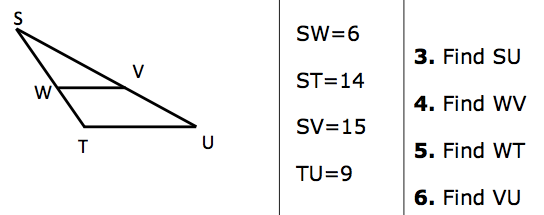 S
V
W
T
U
SW=6
ST=14
SV=15
TU=9
3. Find SU
4. Find WV
5. Find WT
6. Find VU